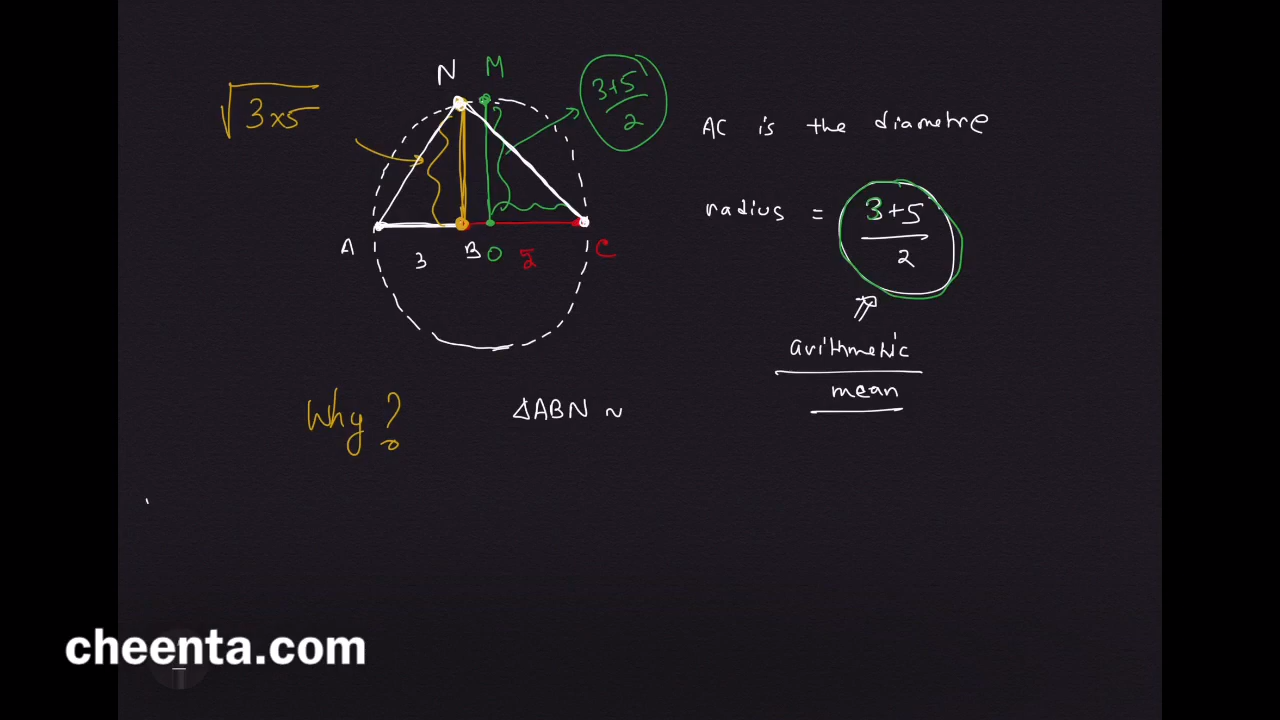 N M
√3×5
3+5
2
AC is the diametre
radius = 3+5
2
A
3
B
O
5
C
arithmetic
mean
Why ?
ΔABN ~
cheenta.com